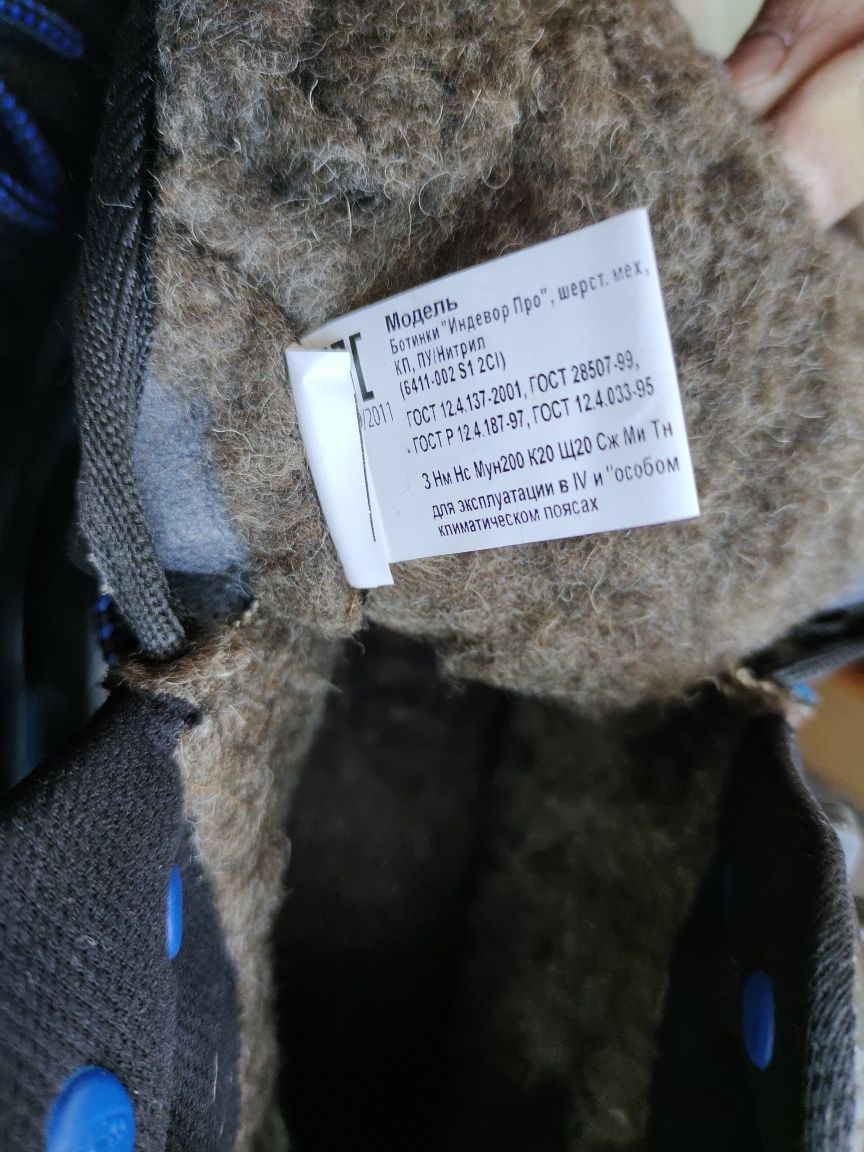 Модель
Ботинки "Индевор Про", шерст. мех,
КП, ПУ/Нитрил
(6411-002 S1 2CI)
/2011
ГОСТ 12.4.137-2001, ГОСТ 28507-99,
ГОСТ Р 12.4.187-97, ГОСТ 12.4.033-95
З Нм Нс Мун200 К20 Щ20 Сж Ми Тн
для эксплуатации в IV и "особом
климатическом поясах